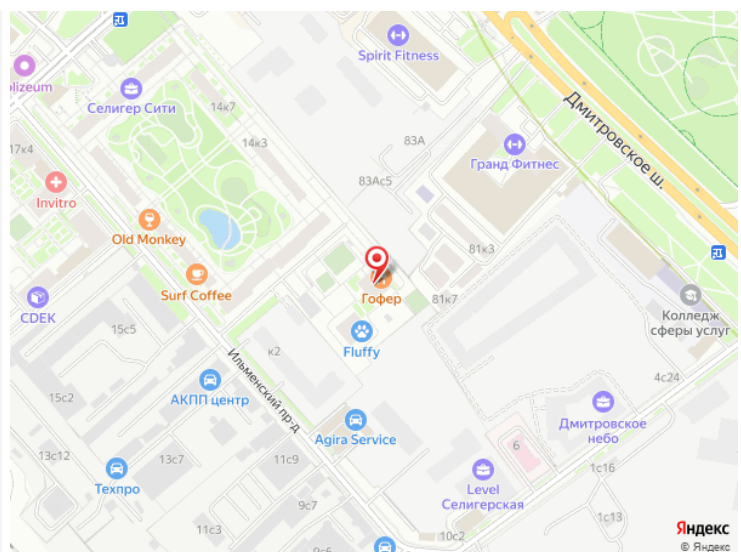 Spirit Fitness
olizeum
Селигер Сити
14к7
17к4
14к3
83А
Дмитровское ш.
Гранд Фитнес
83Ас5
Invitro
Old Monkey
81к3
Surf Coffee
Гофер
81к7
CDEK
Колледж
сферы услуг
15с5
к2
Fluffy
Ильменский пр-д
4с24
АКПП центр
15с2
Дмитровское
небо
Agira Service
6
13с12
13с7
11с9
Техпро
Level
Селигерская
1с16
9с7
1с13
11с3
10с2
9с6
Яндекс
© Яндекс